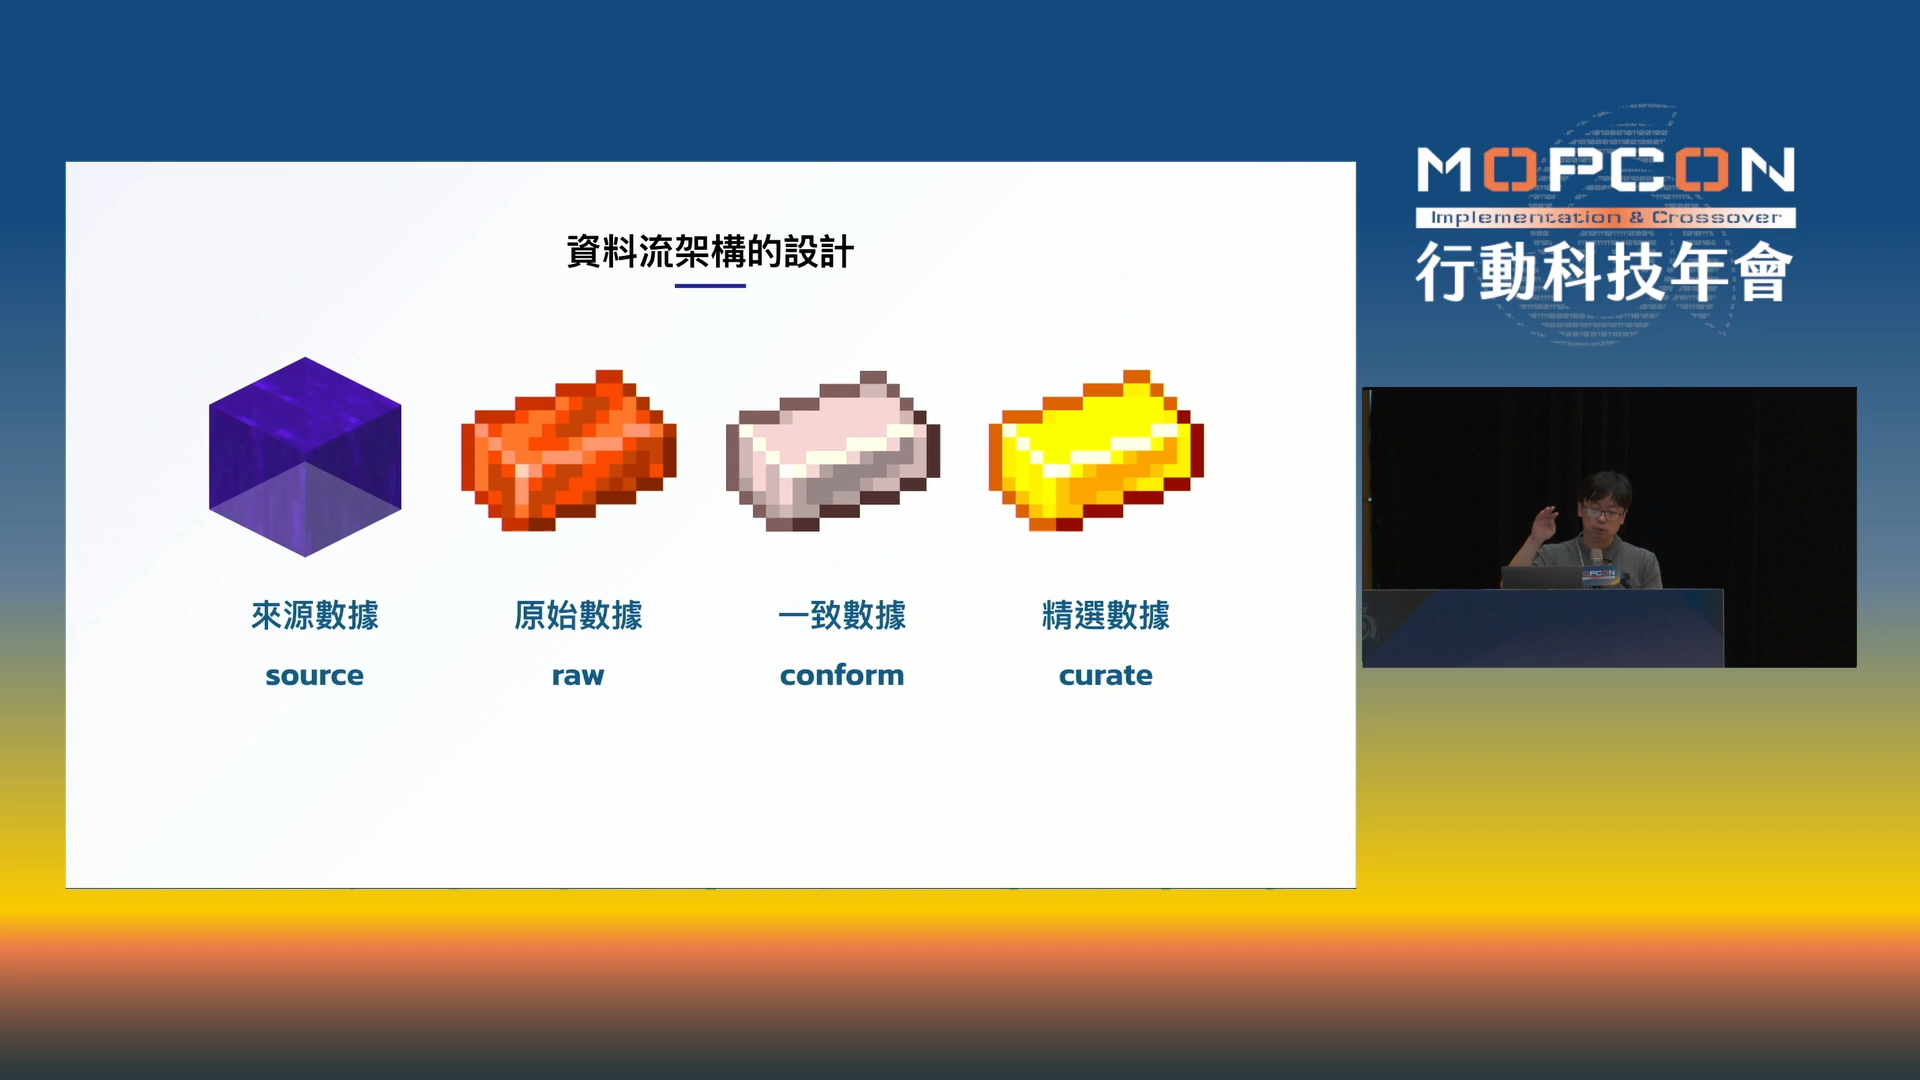 資料流架構的設計
來源數據
source
原始數據
raw
一致數據
conform
精選數據
curate
MOPCON
Implementation & Crossover
行動科技年會